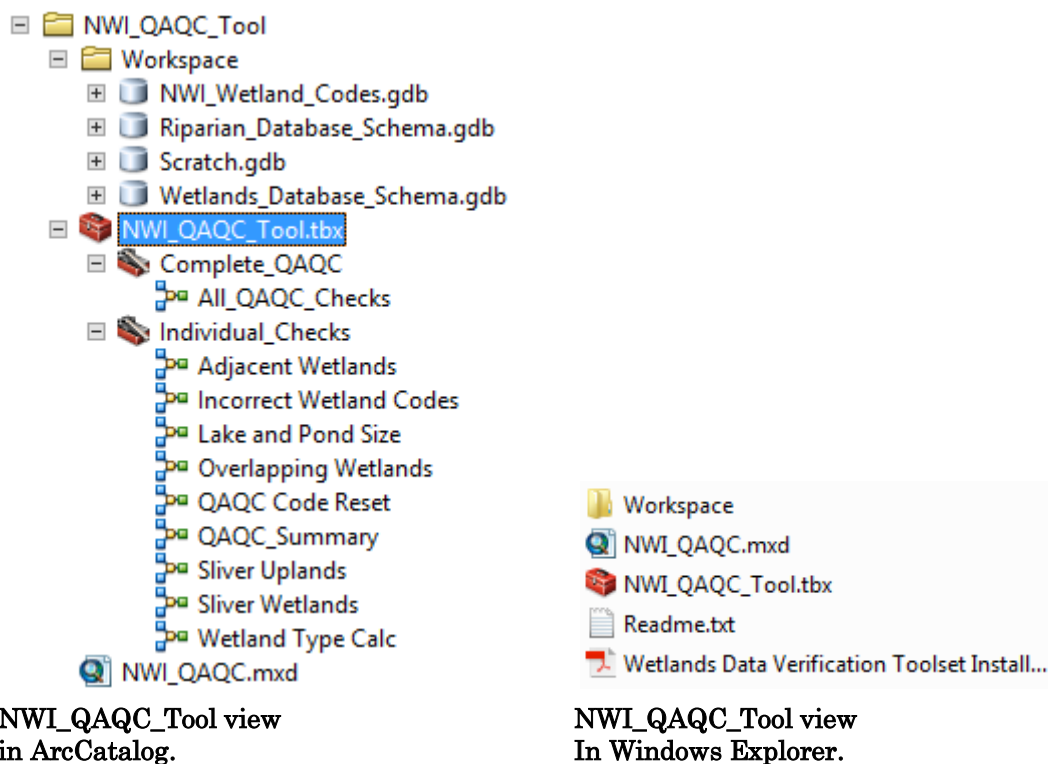 NWI_QAQC_Tool
Workspace
NWI_Wetland_Codes.gdb
Riparian_Database_Schema.gdb
Scratch.gdb
Wetlands_Database_Schema.gdb
NWI_QAQC_Tool.tbx
Complete_QAQC
All_QAQC_Checks
Individual_Checks
Adjacent Wetlands
Incorrect Wetland Codes
Lake and Pond Size
Overlapping Wetlands
QAQC Code Reset
QAQC_Summary
Sliver Uplands
Sliver Wetlands
Wetland Type Calc
NWI_QAQC.mxd
NWI_QAQC_Tool view
in ArcCatalog.
Workspace
NWI_QAQC.mxd
NWI_QAQC_Tool.tbx
Readme.txt
Wetlands Data Verification Toolset Install...
NWI_QAQC_Tool view
In Windows Explorer.